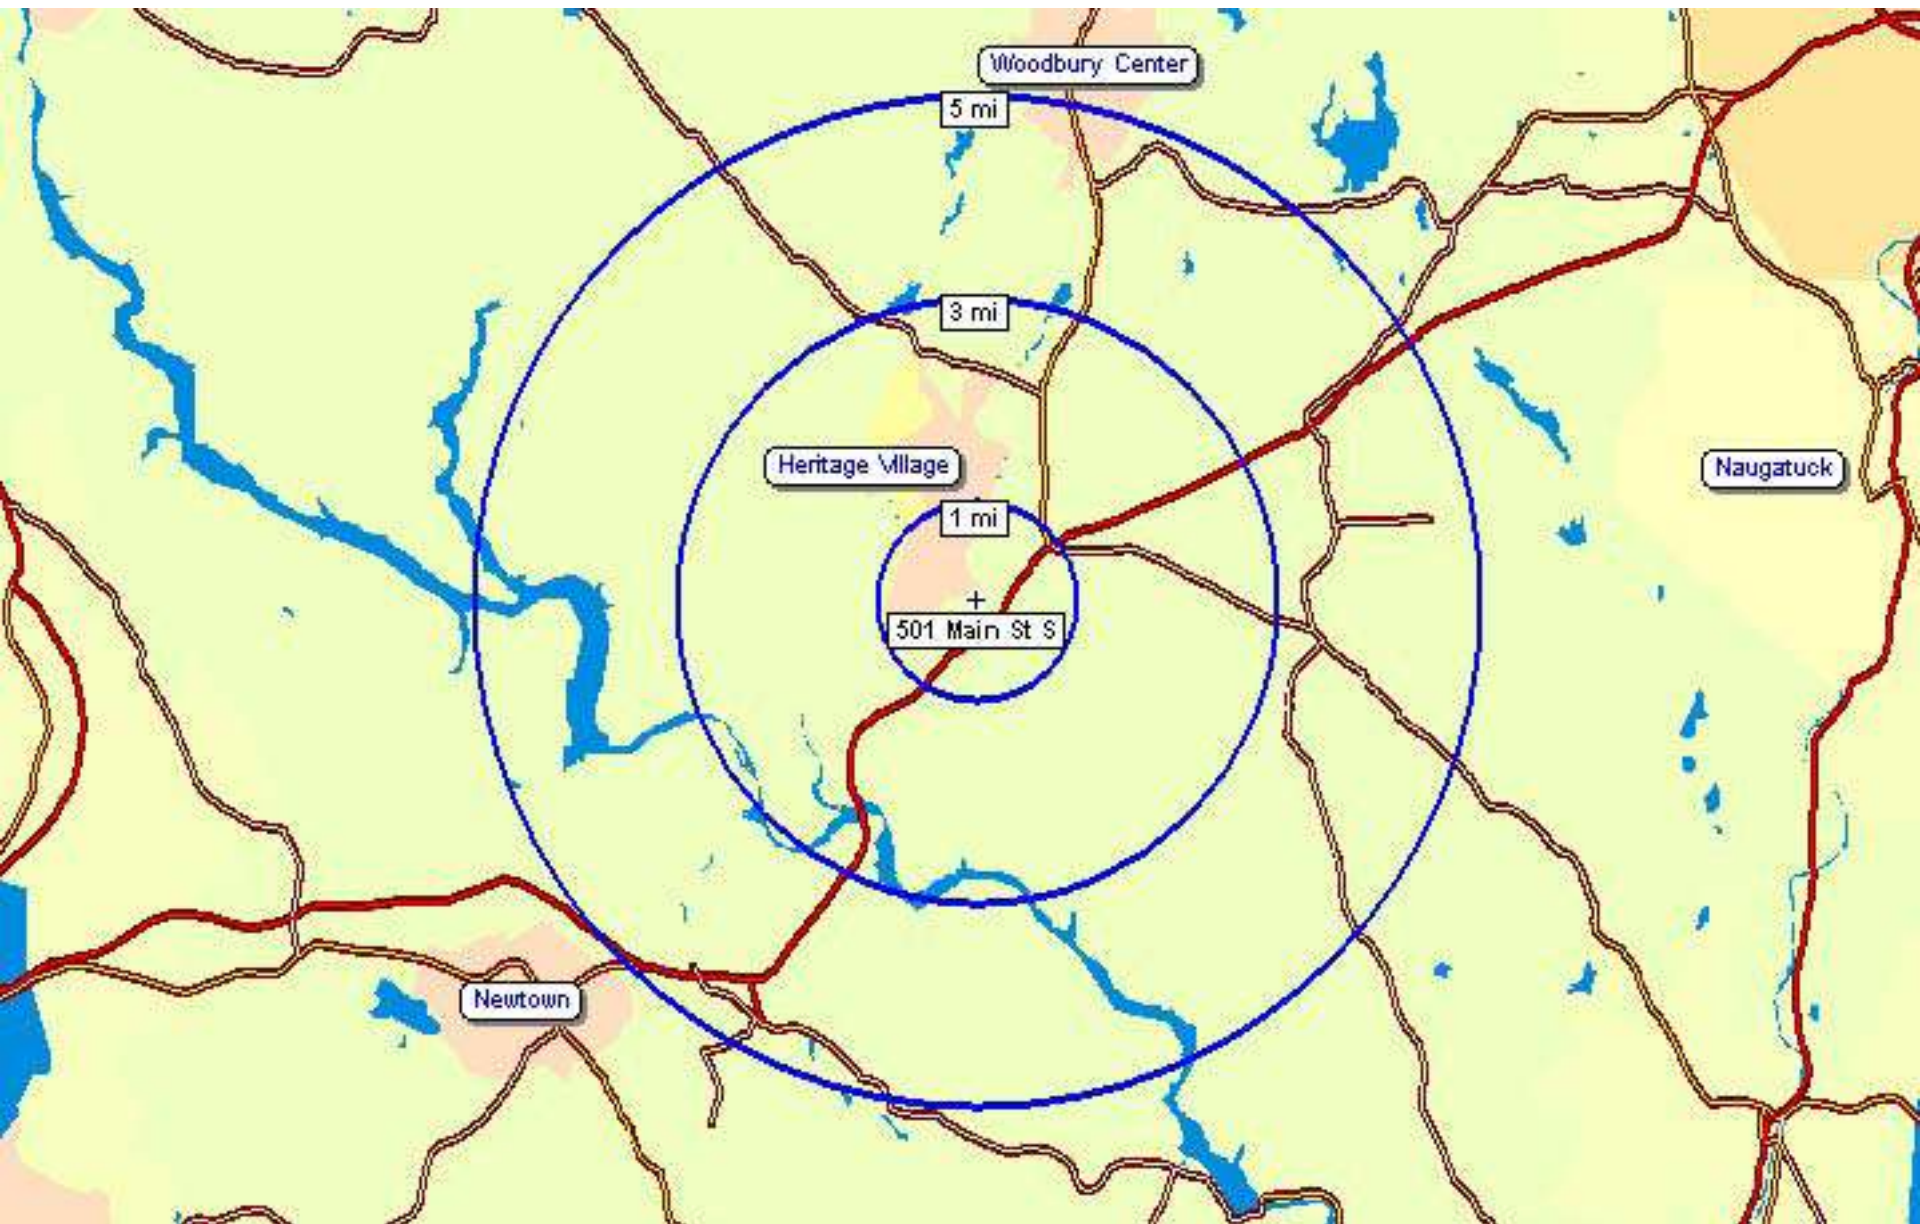 Woodbury Center
5 mi
3 mi
Heritage Village
Naugatuck
1 mi
501 Main St S
Newtown